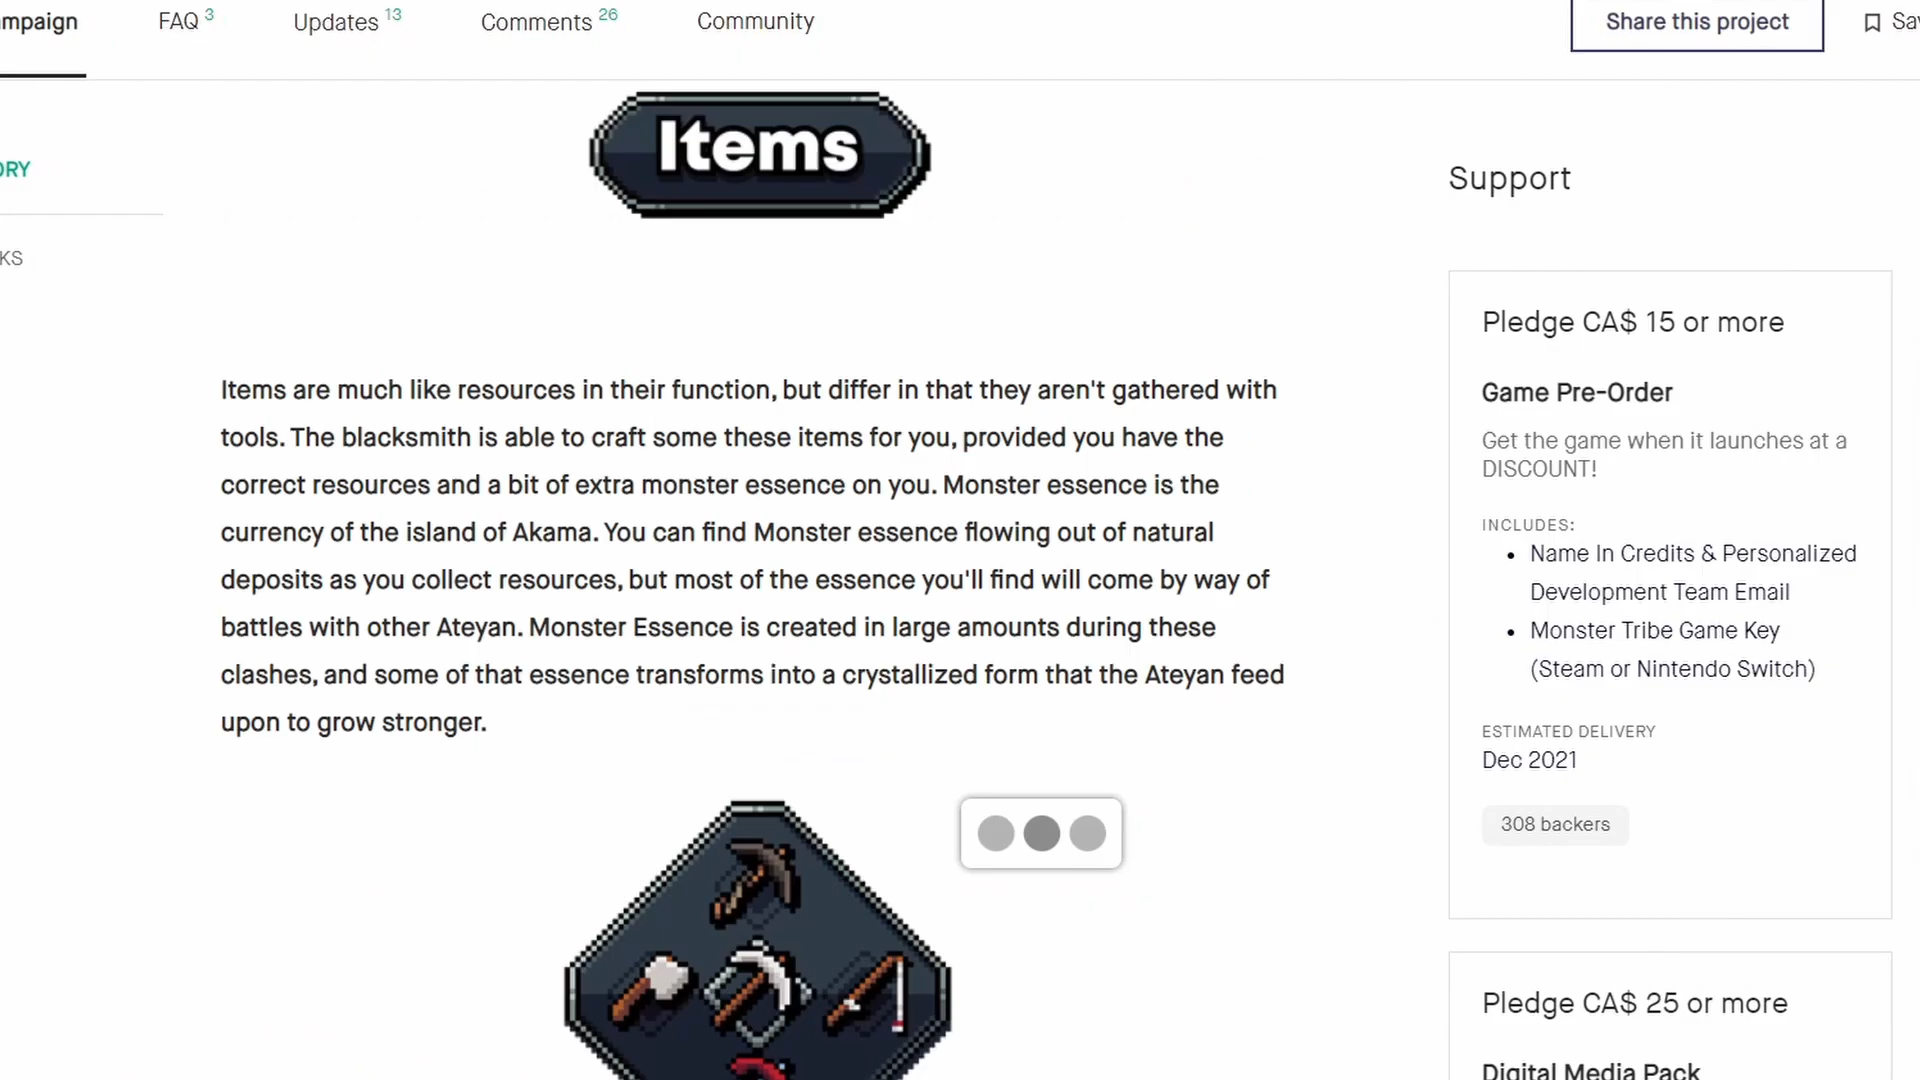 mpaign
FAQ 3
Updates 13
Comments 26
Community
Share this project
Sav
Items
ORY
KS
Items are much like resources in their function, but differ in that they aren't gathered with
tools. The blacksmith is able to craft some these items for you, provided you have the
correct resources and a bit of extra monster essence on you. Monster essence is the
currency of the island of Akama. You can find Monster essence flowing out of natural
deposits as you collect resources, but most of the essence you'll find will come by way of
battles with other Ateyan. Monster Essence is created in large amounts during these
clashes, and some of that essence transforms into a crystallized form that the Ateyan feed
upon to grow stronger.
Support
Pledge CA$ 15 or more
Game Pre-Order
Get the game when it launches at a
DISCOUNT!
INCLUDES:
• Name In Credits & Personalized
Development Team Email
• Monster Tribe Game Key
(Steam or Nintendo Switch)
ESTIMATED DELIVERY
Dec 2021
308 backers
Pledge CA$ 25 or more
Digital Media Pack